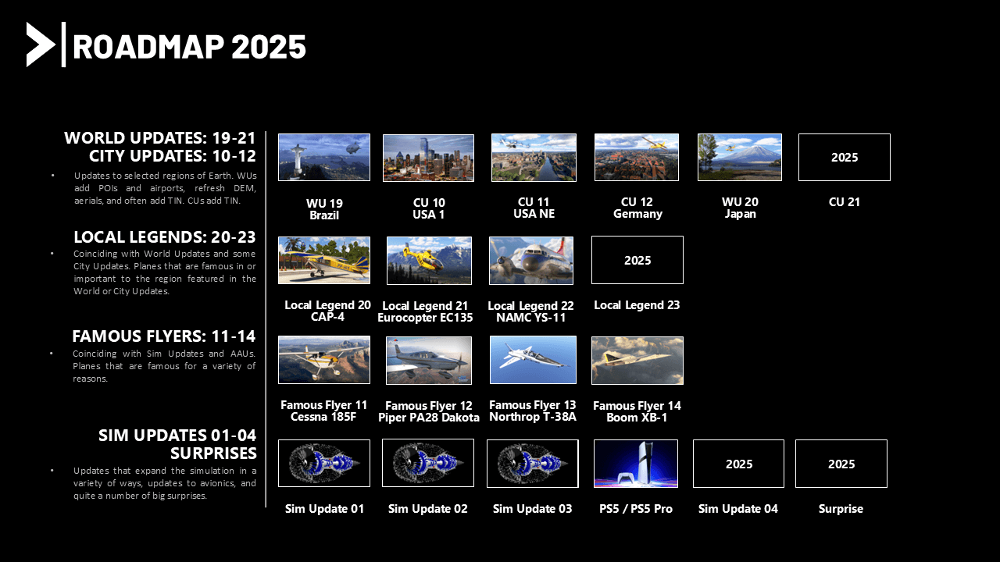 ROADMAP 2025
WORLD UPDATES: 19-21
CITY UPDATES: 10-12
• Updates to selected regions of Earth. WUs
add POIs and airports, refresh DEM,
aerials, and often add TIN. CUs add TIN.
2025
WU 19
Brazil
CU 10
USA 1
CU 11
USA NE
CU 12
Germany
WU 20
Japan
CU 21
LOCAL LEGENDS: 20-23
• Coinciding with World Updates and some
City Updates. Planes that are famous in or
important to the region featured in the
World or City Updates.
2025
Local Legend 20
CAP-4
Local Legend 21
Eurocopter EC135
Local Legend 22
NAMC YS-11
Local Legend 23
FAMOUS FLYERS: 11-14
• Coinciding with Sim Updates and AAUs.
Planes that are famous for a variety of
reasons.
Famous Flyer 11
Cessna 185F
Famous Flyer 12
Piper PA28 Dakota
Famous Flyer 13
Northrop T-38A
Famous Flyer 14
Boom XB-1
SIM UPDATES 01-04
SURPRISES
• Updates that expand the simulation in a
variety of ways, updates to avionics, and
quite a number of big surprises.
2025
2025
Sim Update 01
Sim Update 02
Sim Update 03
PS5 / PS5 Pro
Sim Update 04
Surprise